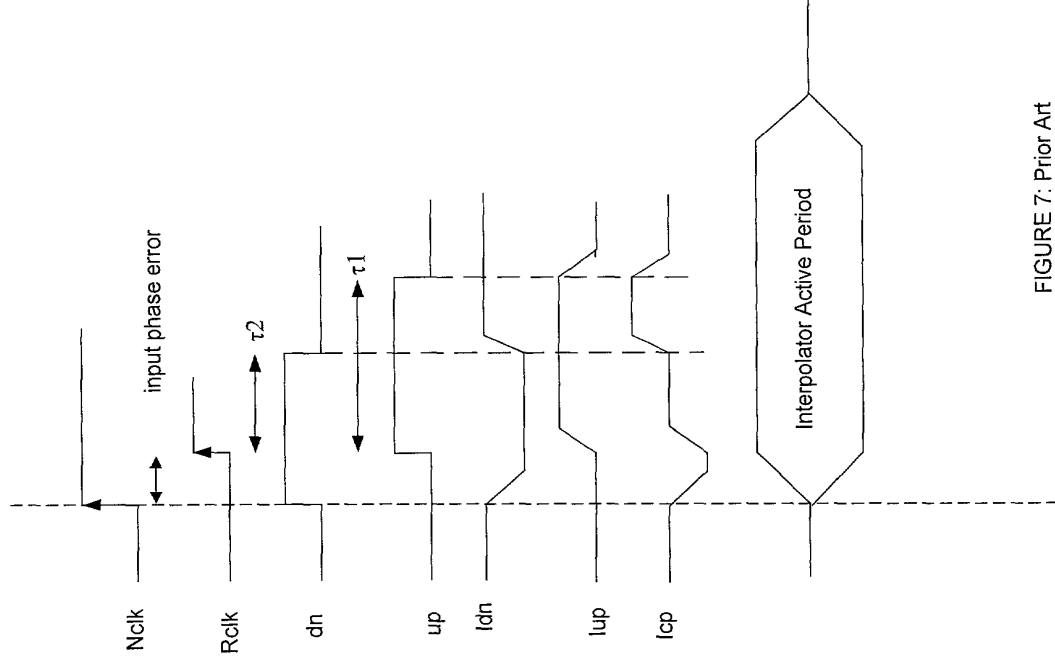 Nclk
input phase error
Rclk
τ2
dn
τ1
up
Idn
Iup
Icp
Interpolator Active Period
FIGURE 7: Prior Art